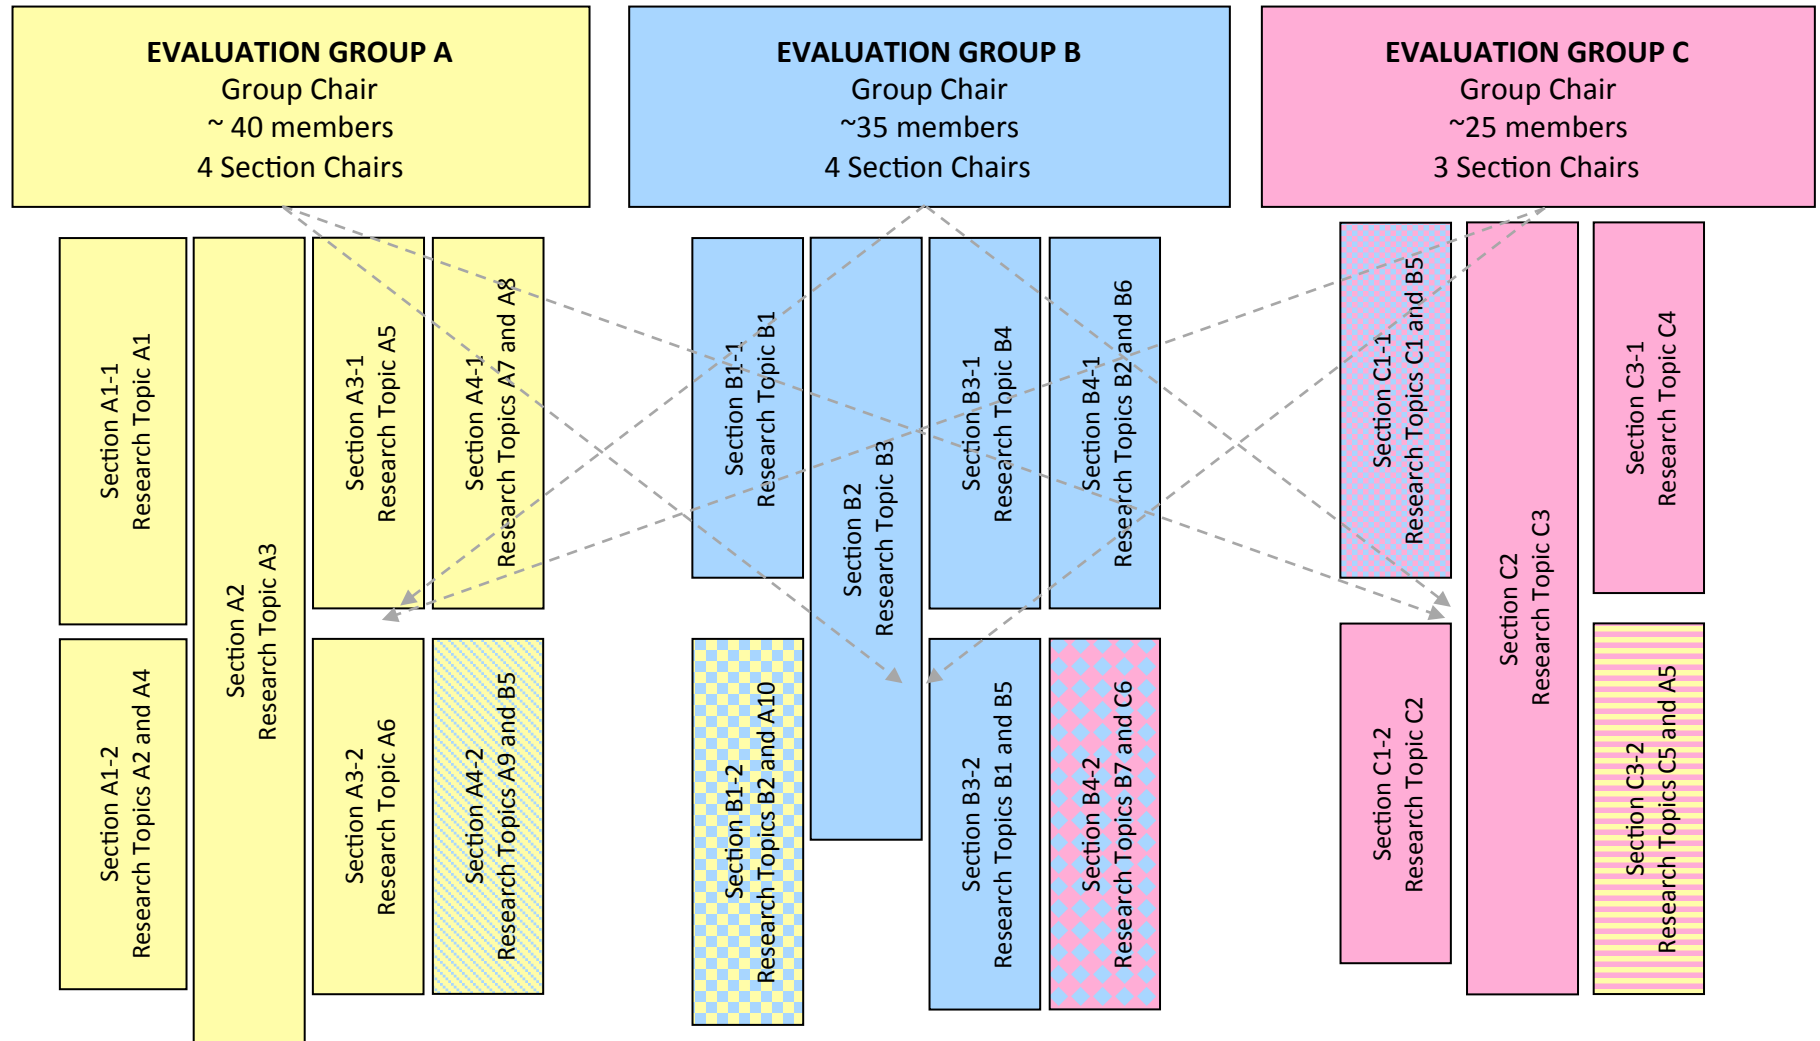 EVALUATION GROUP A
Group Chair
~ 40 members
4 Section Chairs
EVALUATION GROUP B
Group Chair
~35 members
4 Section Chairs
EVALUATION GROUP C
Group Chair
~25 members
3 Section Chairs
Section A1-1
Research Topic A1
Section A2
Research Topic A3
Section A3-1
Research Topic A5
Section A4-1
Research Topics A7 and A8
Section A1-2
Research Topics A2 and A4
Section A3-2
Research Topic A6
Section A4-2
Research Topics A9 and B5
Section B1-1
Research Topic B1
Section B2
Research Topic B3
Section B3-1
Research Topic B4
Section B4-1
Research Topics B2 and B6
Section B1-2
Research Topics B2 and A10
Section B3-2
Research Topics B1 and B5
Section B4-2
Research Topics B7 and C6
Section C1-1
Research Topics C1 and B5
Section C2
Research Topic C3
Section C3-1
Research Topic C4
Section C1-2
Research Topic C2
Section C3-2
Research Topics C5 and A5